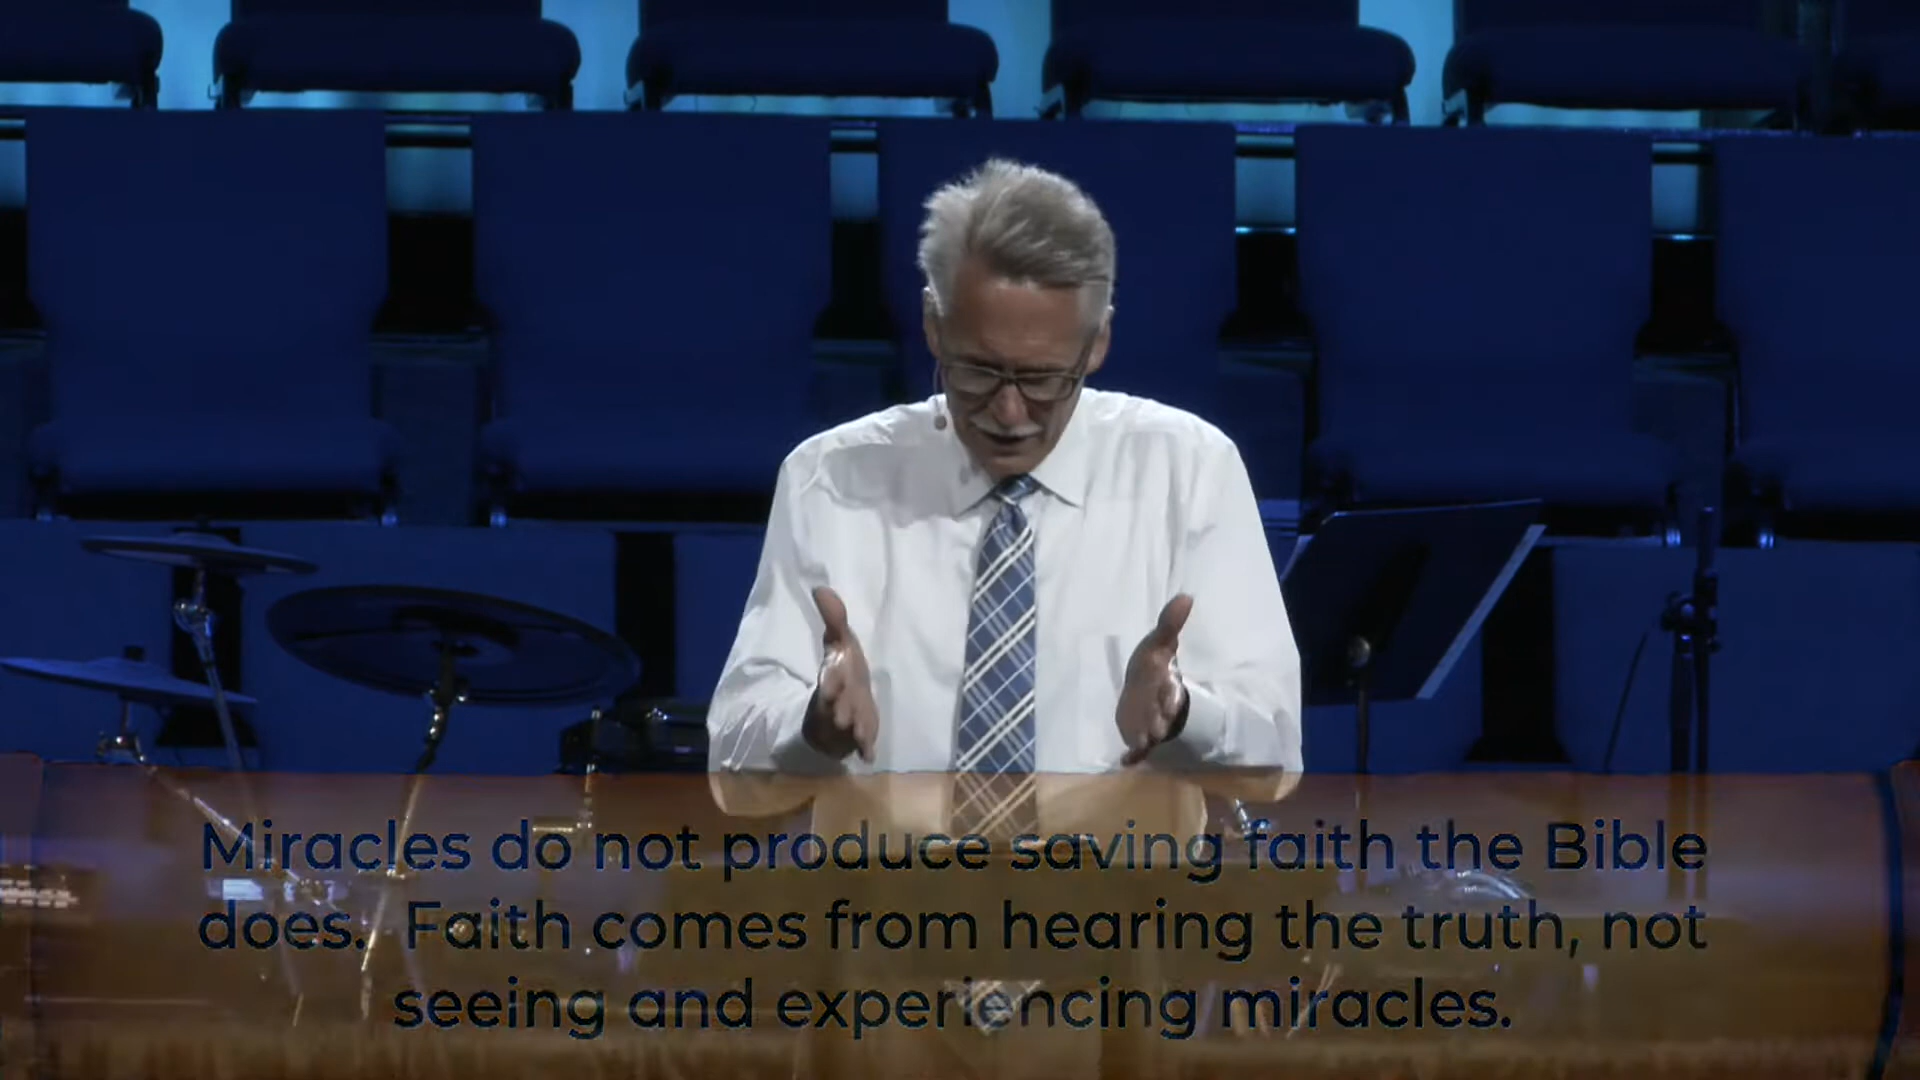 Miracles do not produce saving faith the Bible
does. Faith comes from hearing the truth, not
seeing and experiencing miracles.